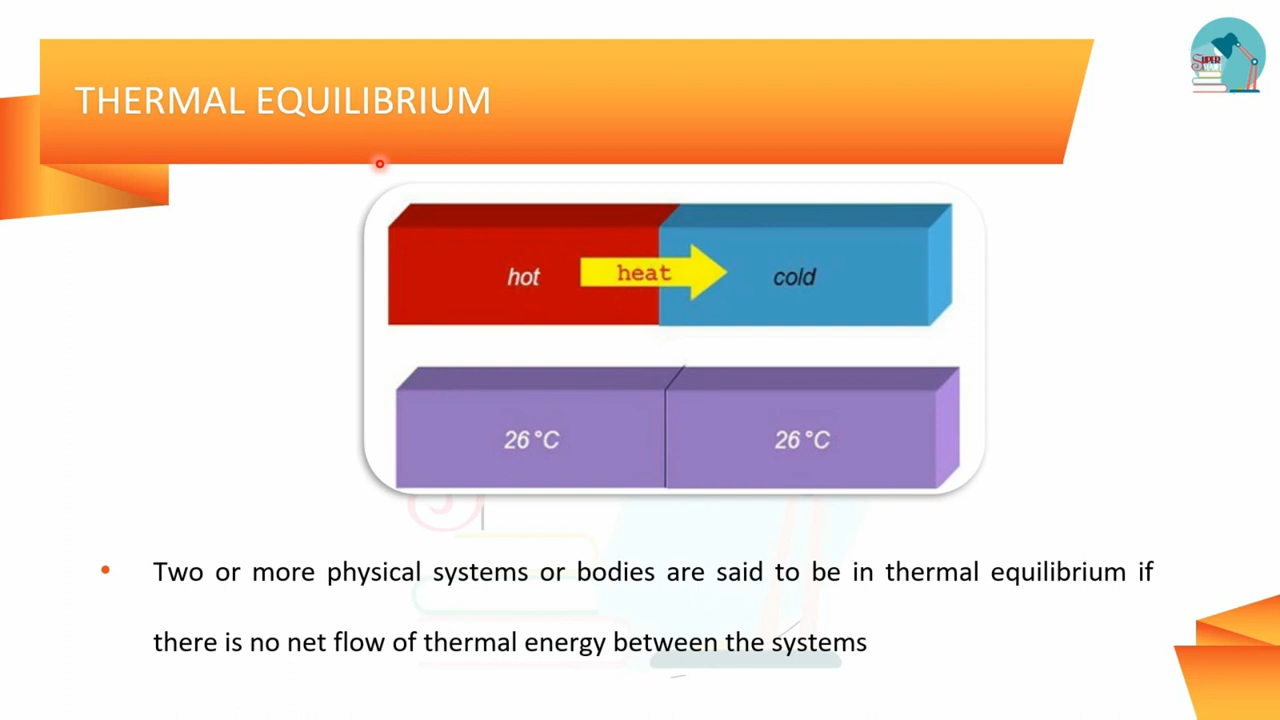 THERMAL EQUILIBRIUM
SUPER
hot
heat
cold
26°C
26°C
• Two or more physical systems or bodies are said to be in thermal equilibrium if
there is no net flow of thermal energy between the systems